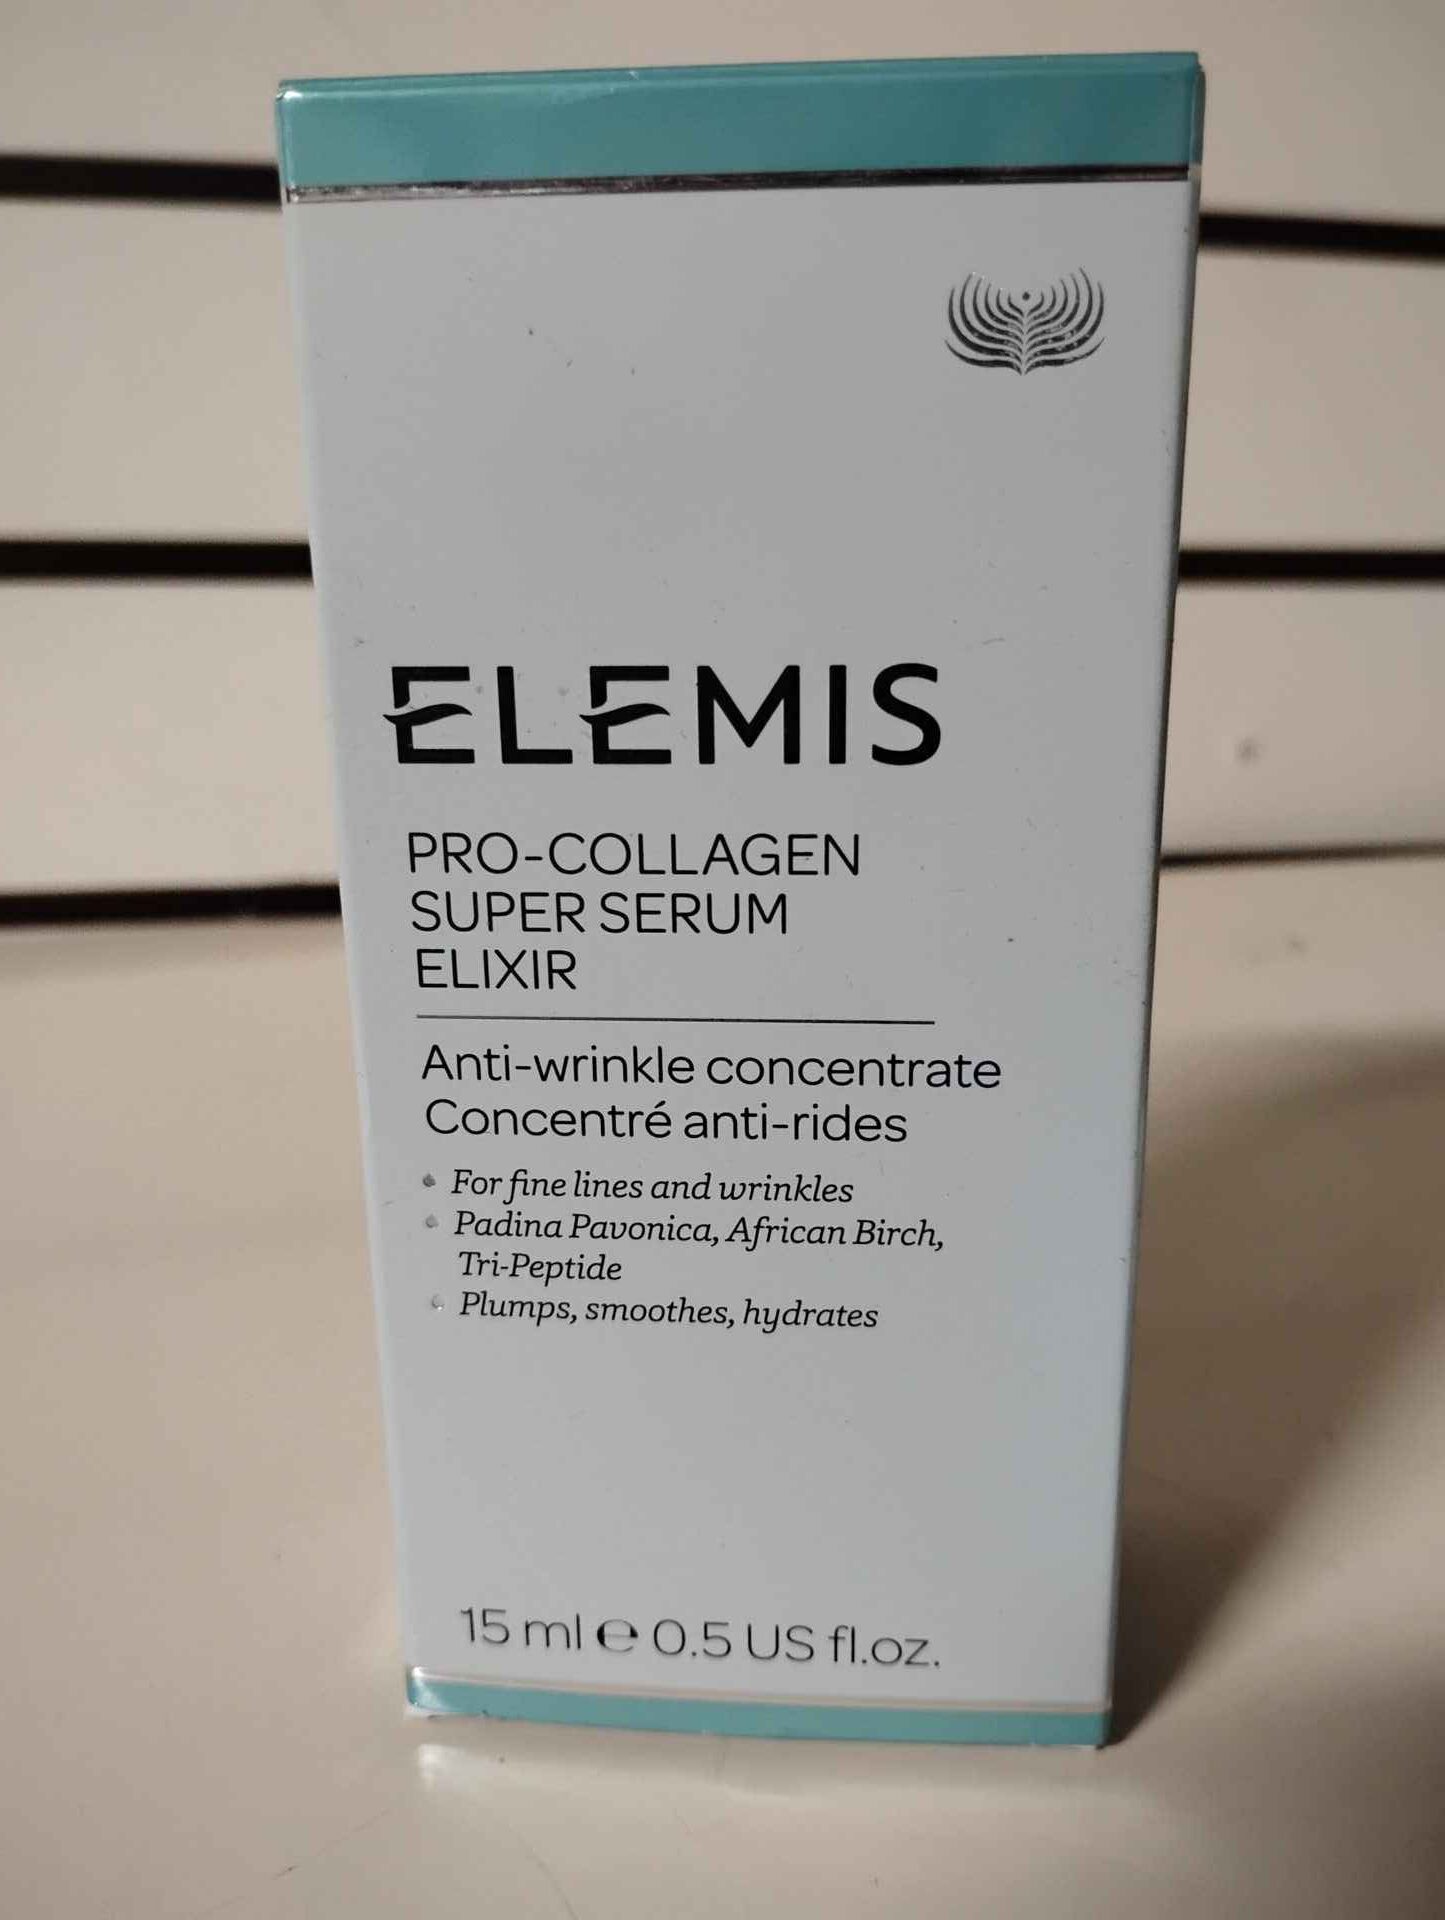 ELEMIS
PRO-COLLAGEN
SUPER SERUM
ELIXIR
Anti-wrinkle concentrate
Concentré anti-rides
• For fine lines and wrinkles
• Padina Pavonica, African Birch,
Tri-Peptide
• Plumps, smoothes, hydrates
15 ml ℮ 0.5 US fl.oz.